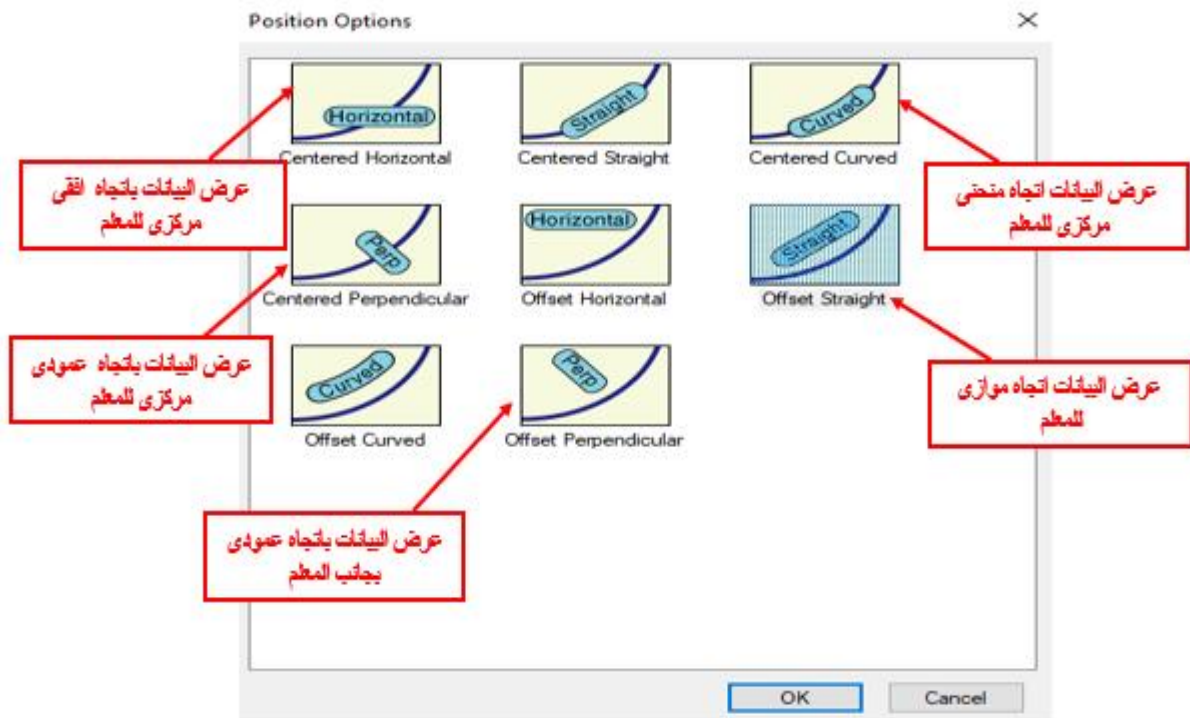 Position Options
Horizontal
Straight
Curved
Centered Horizontal
Centered Straight
Centered Curved
عرض البيانات باتجاه افقى
مركزى للمعلم
عرض البيانات اتجاه منحنى
مركزى للمعلم
Perp
Horizontal
Straight
Centered Perpendicular
Offset Horizontal
Offset Straight
عرض البيانات باتجاه عمودى
مركزى للمعلم
عرض البيانات اتجاه موازى
للمعلم
Curved
Perp
Offset Curved
Offset Perpendicular
عرض البيانات باتجاه عمودى
بجانب المعلم
OK
Cancel